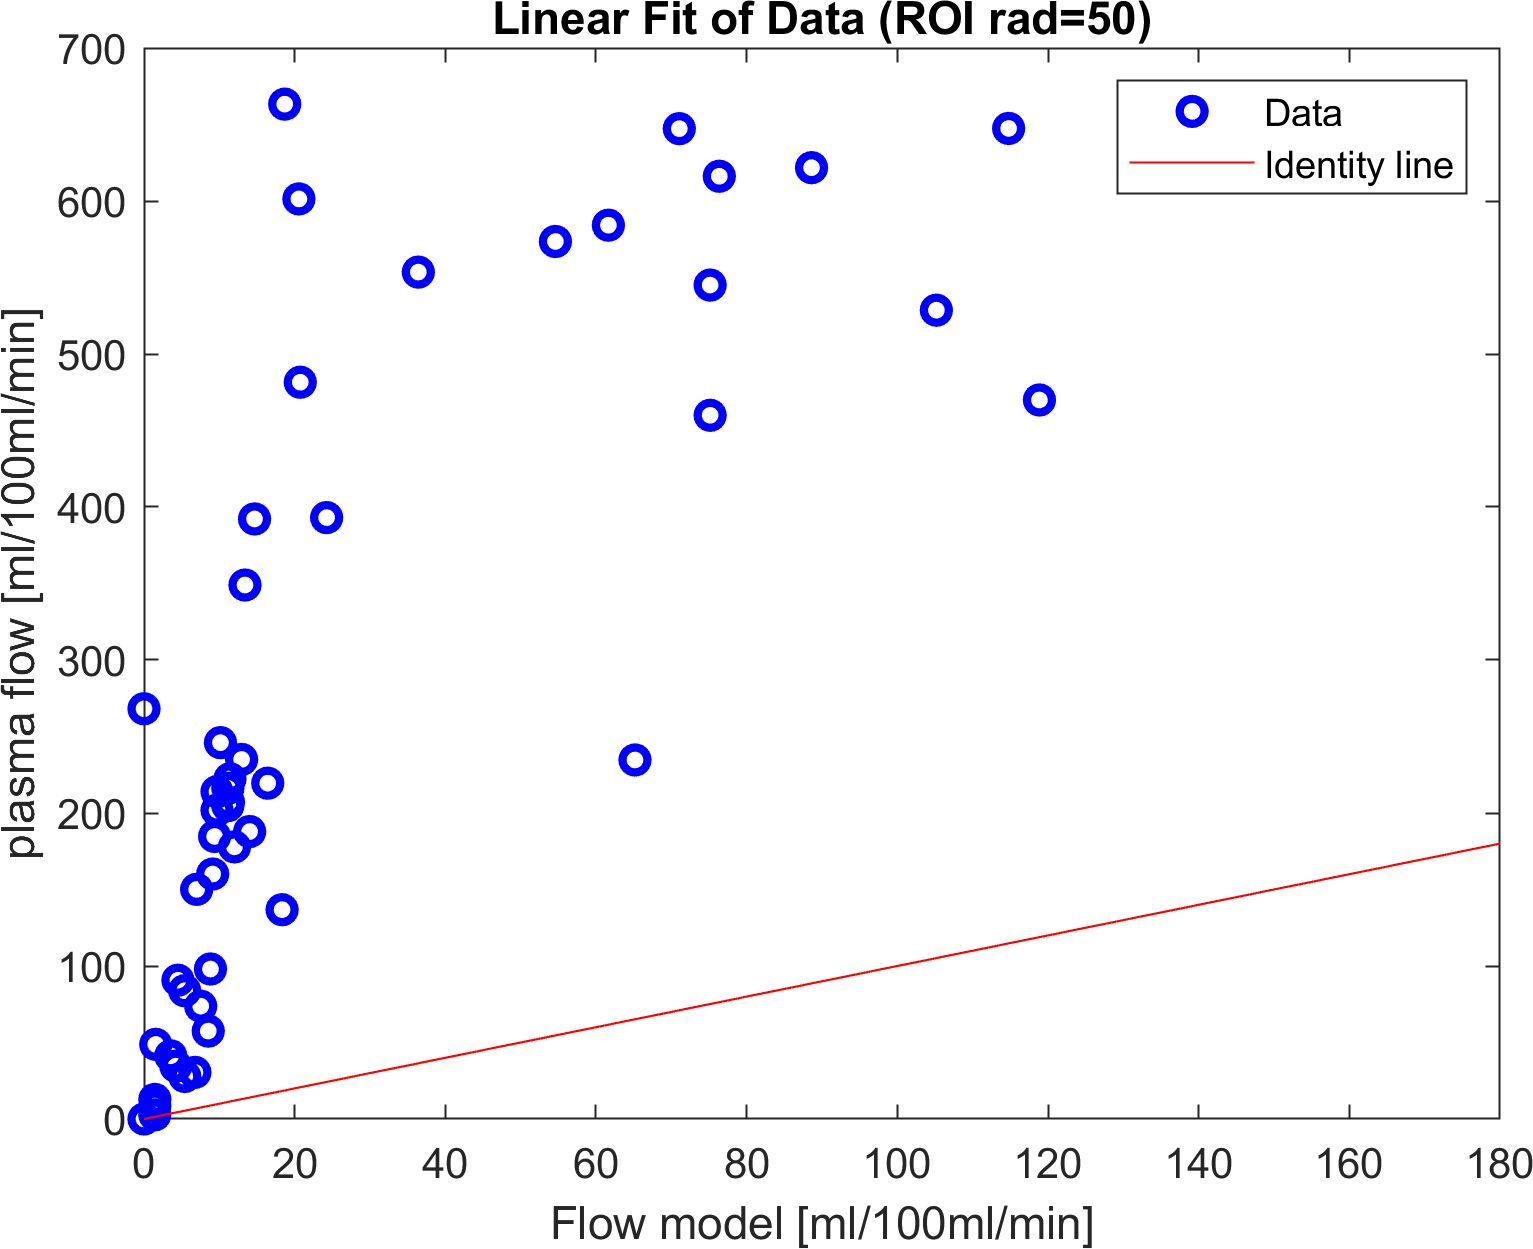 Linear Fit of Data (ROI rad=50)
700
600
500
400
300
200
100
0
plasma flow [ml/100ml/min]
Data
Identity line
0 20 40 60 80 100 120 140 160 180
Flow model [ml/100ml/min]